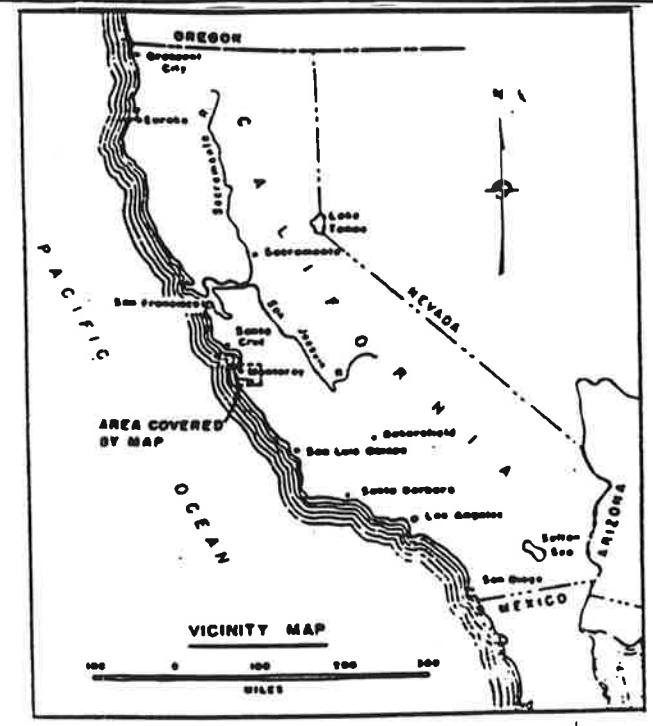 OREGON
Crescent
City
Eureka
N
CALIFORNIA
Sacramento R
Lake
Tahoe
Sacramento
PACIFIC
NEVADA
San Francisco
San Joaquin R
Santa
Cruz
Monterey
AREA COVERED
BY MAP
Bakersfield
San Luis Obispo
OCEAN
Santa Barbara
Los Angeles
ARIZONA
Salton
Sea
San Diego
MEXICO
VICINITY MAP
100 0 100 200 300
MILES